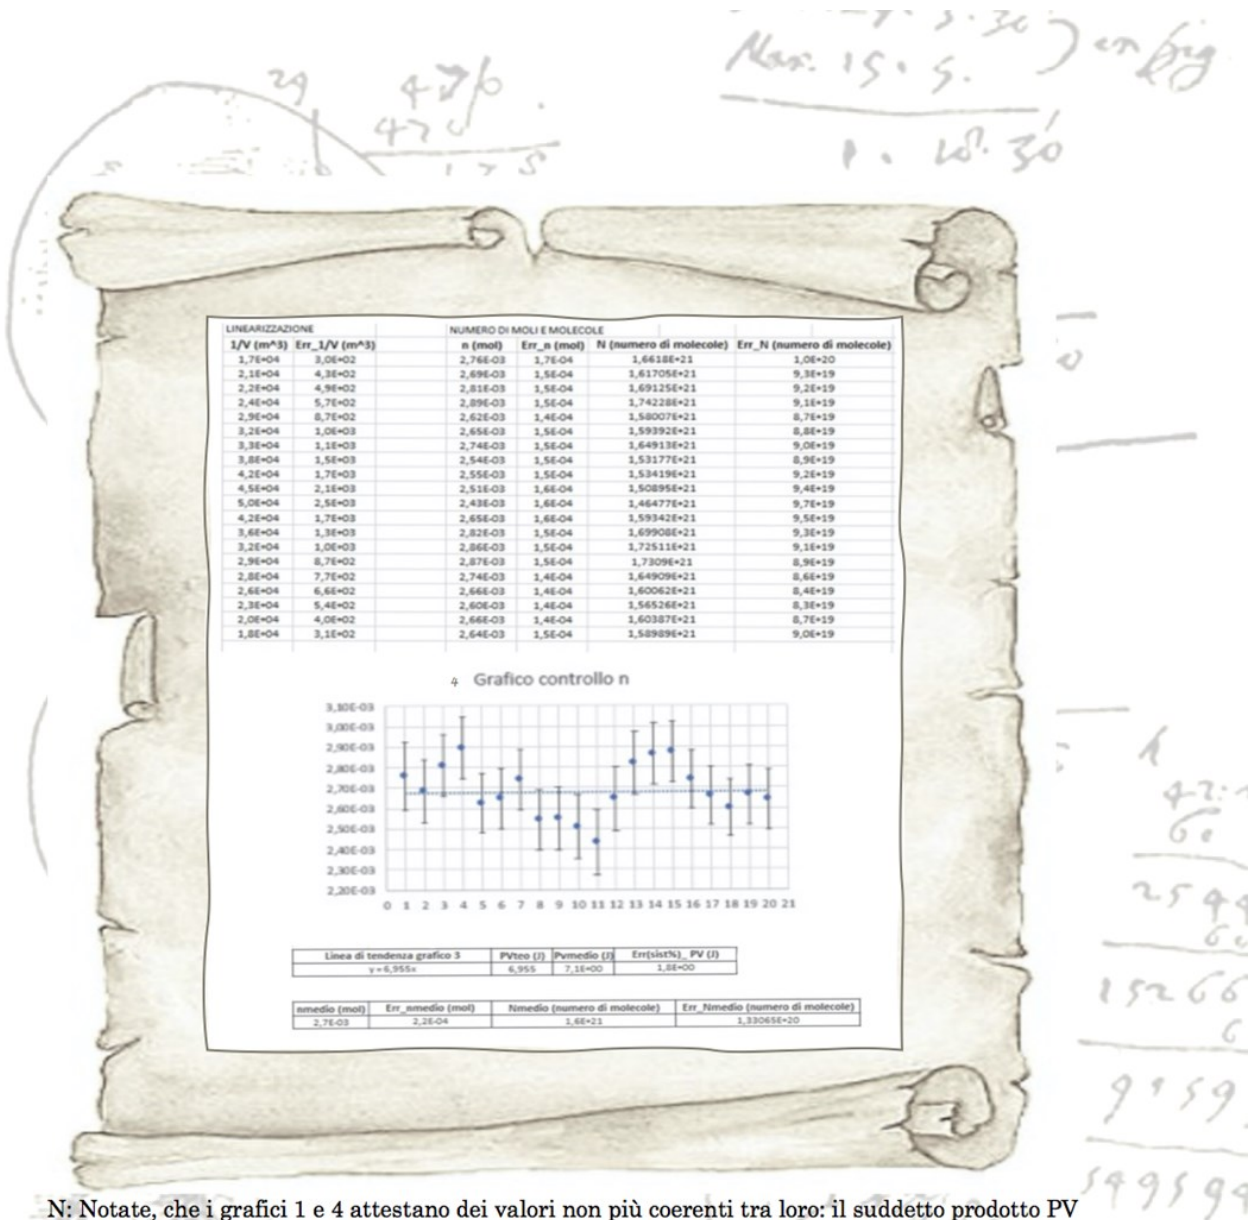 29
476
470
Max. 15. 5.
1. 18. 30
LINEARIZZAZIONE NUMERO DI MOLI E MOLECOLE
1/V (m^3) Err_1/V (m^3) n (mol) Err_n (mol) N (numero di molecole) Err_N (numero di molecole)
1,7E+04 3,0E+02 2,76E-03 1,7E-04 1,6618E+21 1,0E+20
2,1E+04 4,3E+02 2,69E-03 1,5E-04 1,61705E+21 9,3E+19
2,2E+04 4,9E+02 2,81E-03 1,5E-04 1,69125E+21 9,2E+19
2,4E+04 5,7E+02 2,89E-03 1,5E-04 1,74228E+21 9,1E+19
2,9E+04 8,7E+02 2,62E-03 1,4E-04 1,58007E+21 8,7E+19
3,2E+04 1,0E+03 2,65E-03 1,5E-04 1,59392E+21 8,8E+19
3,3E+04 1,1E+03 2,74E-03 1,5E-04 1,64913E+21 9,0E+19
3,8E+04 1,5E+03 2,54E-03 1,5E-04 1,53177E+21 8,9E+19
4,2E+04 1,7E+03 2,55E-03 1,5E-04 1,53419E+21 9,2E+19
4,5E+04 2,1E+03 2,51E-03 1,6E-04 1,50895E+21 9,4E+19
5,0E+04 2,5E+03 2,43E-03 1,6E-04 1,46477E+21 9,7E+19
4,2E+04 1,7E+03 2,65E-03 1,6E-04 1,59342E+21 9,5E+19
3,6E+04 1,3E+03 2,82E-03 1,5E-04 1,69908E+21 9,3E+19
3,2E+04 1,0E+03 2,86E-03 1,5E-04 1,72511E+21 9,1E+19
2,9E+04 8,7E+02 2,87E-03 1,5E-04 1,7309E+21 8,9E+19
2,8E+04 7,7E+02 2,74E-03 1,4E-04 1,64909E+21 8,6E+19
2,6E+04 6,6E+02 2,66E-03 1,4E-04 1,60062E+21 8,4E+19
2,3E+04 5,4E+02 2,60E-03 1,4E-04 1,56526E+21 8,3E+19
2,0E+04 4,0E+02 2,66E-03 1,4E-04 1,60387E+21 8,7E+19
1,8E+04 3,1E+02 2,64E-03 1,5E-04 1,58989E+21 9,0E+19
4 Grafico controllo n
3,10E-03
3,00E-03
2,90E-03
2,80E-03
2,70E-03
2,60E-03
2,50E-03
2,40E-03
2,30E-03
2,20E-03
0 1 2 3 4 5 6 7 8 9 10 11 12 13 14 15 16 17 18 19 20 21
Linea di tendenza grafico 3 PVteo (J) Pvmedio (J) Err(sist%)_ PV (J)
y = 6,955x 6,955 7,1E+00 1,8E+00
nmedio (mol) Err_nmedio (mol) Nmedio (numero di molecole) Err_Nmedio (numero di molecole)
2,7E-03 2,2E-04 1,6E+21 1,33065E+20
42:
60
2544
60
15266
6
9159
549594
N: Notate, che i grafici 1 e 4 attestano dei valori non più coerenti tra loro: il suddetto prodotto PV